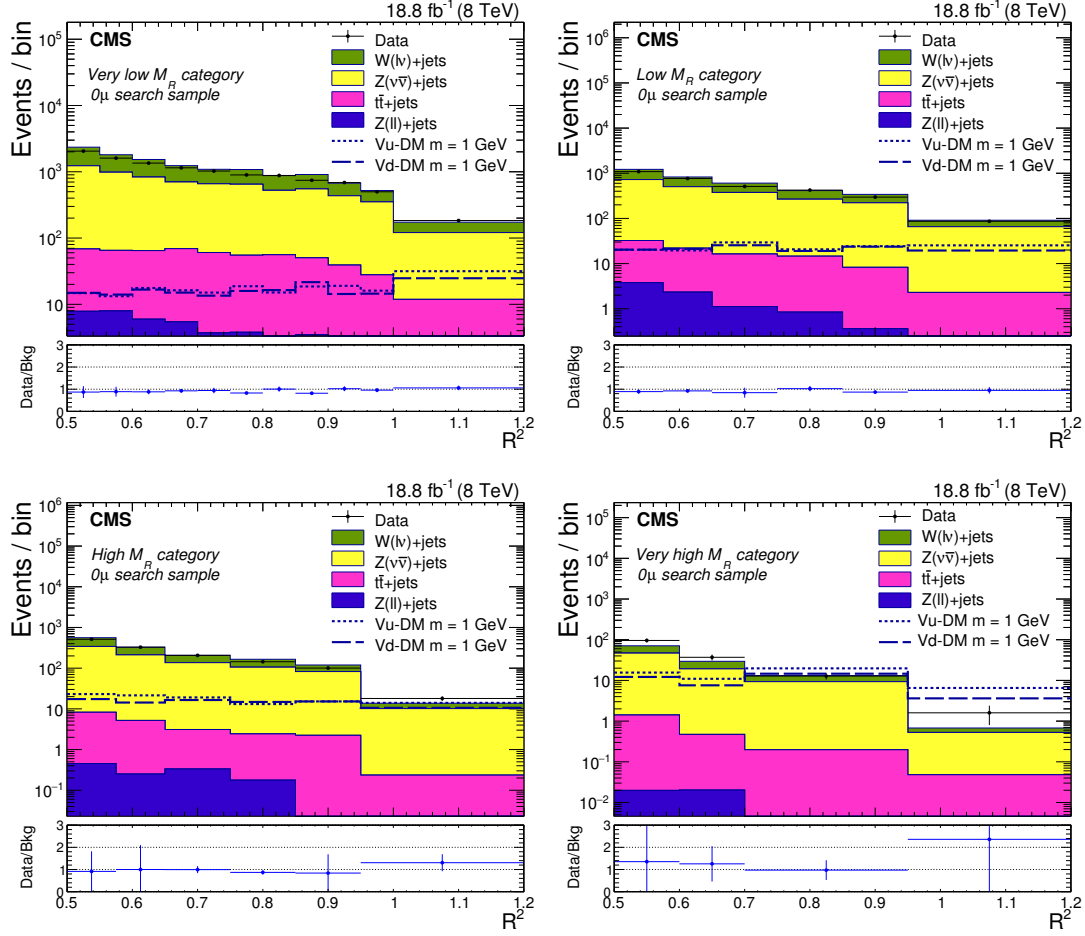 18.8 fb⁻¹ (8 TeV)
CMS
Very low M_R category
0μ search sample
Data
W(lν)+jets
Z(νν̅)+jets
tt̅+jets
Z(ll)+jets
Vu-DM m = 1 GeV
Vd-DM m = 1 GeV
Events / bin
10⁵
10⁴
10³
10²
10
Data/Bkg
3
2
1
0
0.5 0.6 0.7 0.8 0.9 1 1.1 1.2
R²
18.8 fb⁻¹ (8 TeV)
CMS
Low M_R category
0μ search sample
Data
W(lν)+jets
Z(νν̅)+jets
tt̅+jets
Z(ll)+jets
Vu-DM m = 1 GeV
Vd-DM m = 1 GeV
Events / bin
10⁶
10⁵
10⁴
10³
10²
10
1
Data/Bkg
3
2
1
0
0.5 0.6 0.7 0.8 0.9 1 1.1 1.2
R²
18.8 fb⁻¹ (8 TeV)
CMS
High M_R category
0μ search sample
Data
W(lν)+jets
Z(νν̅)+jets
tt̅+jets
Z(ll)+jets
Vu-DM m = 1 GeV
Vd-DM m = 1 GeV
Events / bin
10⁶
10⁵
10⁴
10³
10²
10
1
10⁻¹
Data/Bkg
3
2
1
0
0.5 0.6 0.7 0.8 0.9 1 1.1 1.2
R²
18.8 fb⁻¹ (8 TeV)
CMS
Very high M_R category
0μ search sample
Data
W(lν)+jets
Z(νν̅)+jets
tt̅+jets
Z(ll)+jets
Vu-DM m = 1 GeV
Vd-DM m = 1 GeV
Events / bin
10⁵
10⁴
10³
10²
10
1
10⁻¹
10⁻²
Data/Bkg
3
2
1
0
0.5 0.6 0.7 0.8 0.9 1 1.1 1.2
R²